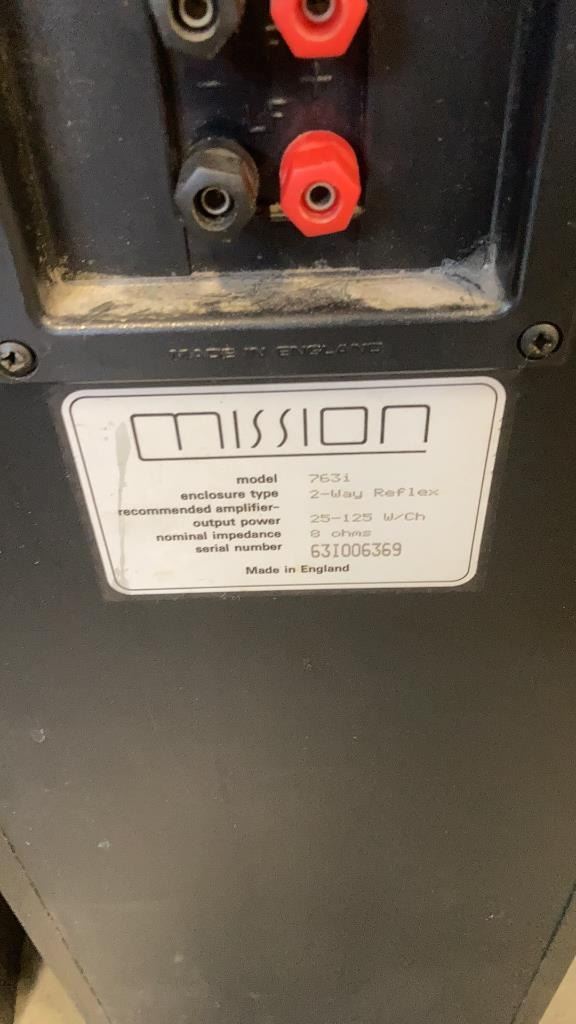 MADE IN ENGLAND
mission
model 763i
enclosure type 2-Way Reflex
recommended amplifier-
output power 25-125 W/Ch
nominal impedance 8 ohms
serial number 63I006369
Made in England